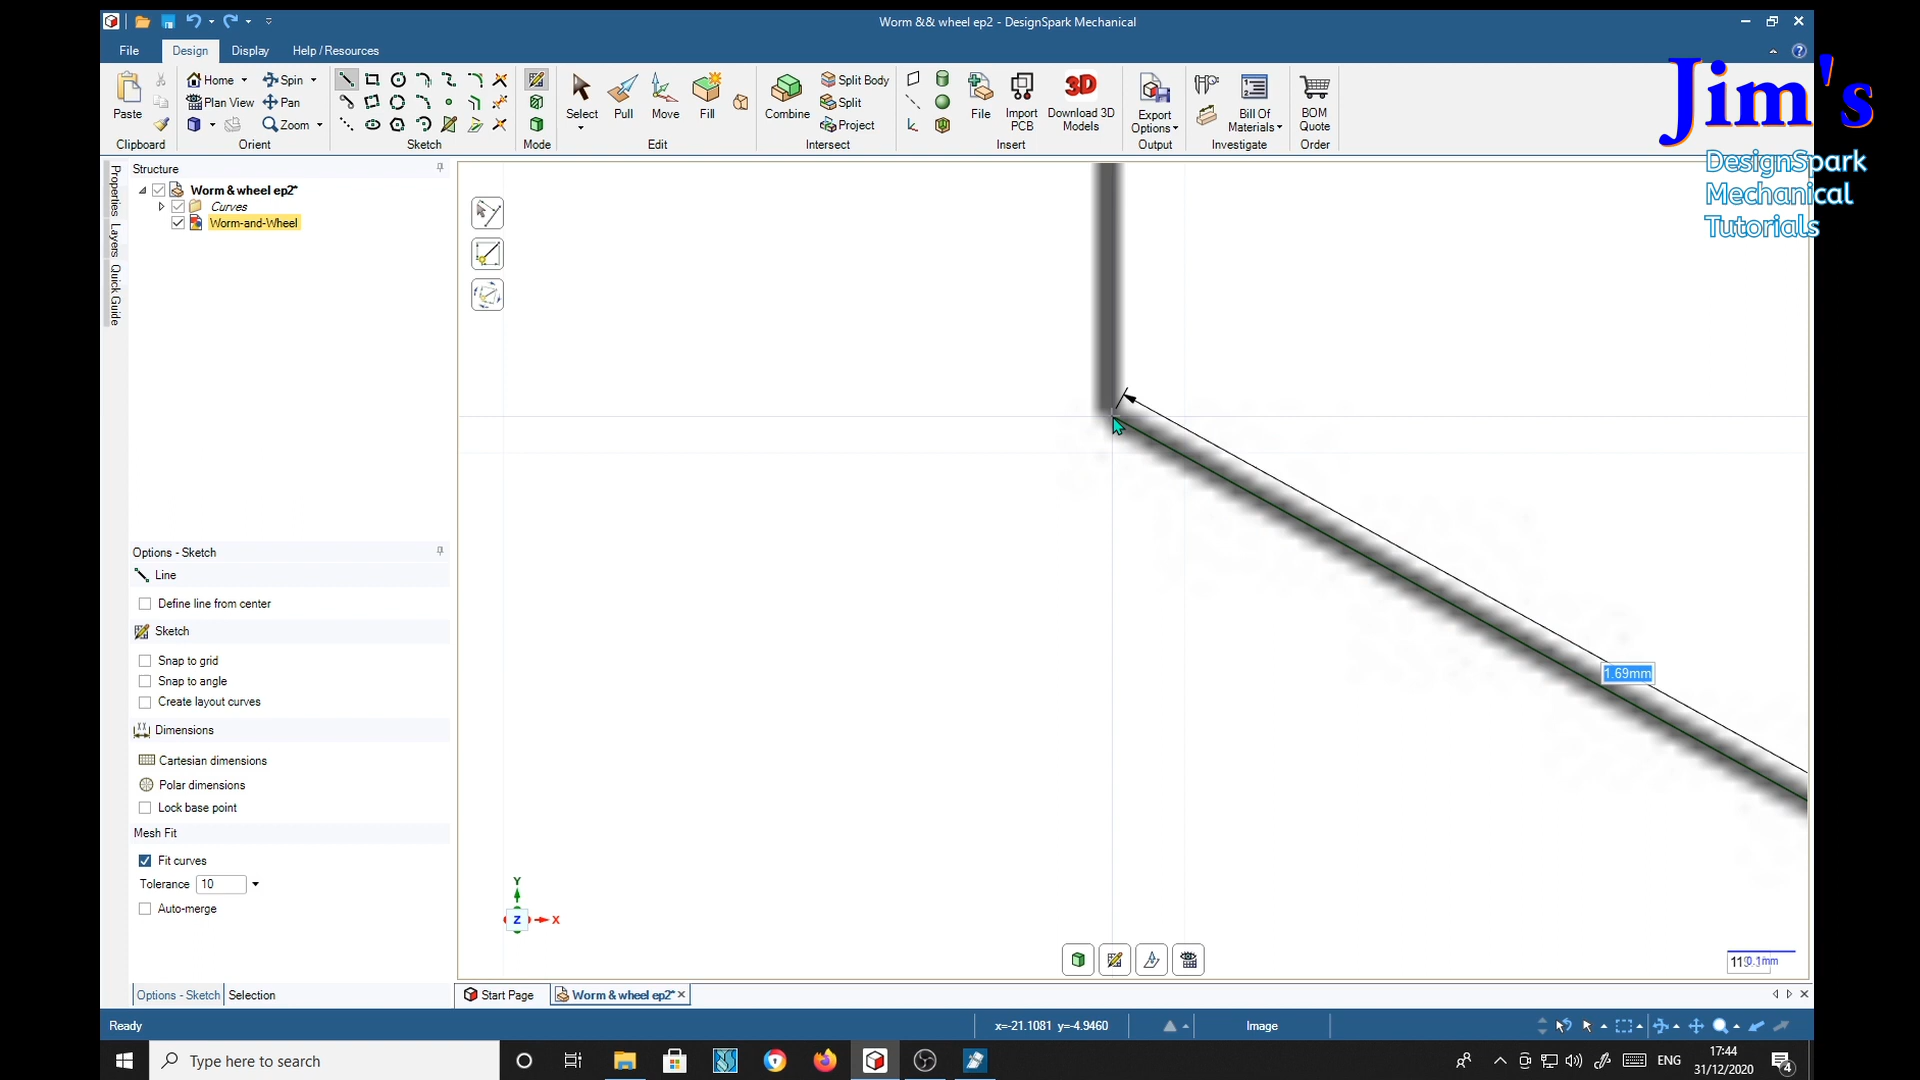 Worm && wheel ep2 - DesignSpark Mechanical
File Design Display Help / Resources
Jim's
DesignSpark
Mechanical
Tutorials
Home Spin Split Body
Plan View Pan Split
Zoom Project
Paste Select Pull Move Fill Combine File Import PCB Download 3D Models Export Options Bill Of Materials BOM Quote
3D
Clipboard Orient Sketch Mode Edit Intersect Insert Output Investigate Order
Properties
Layers
Quick Guide
Structure
Worm & wheel ep2*
Curves
Worm-and-Wheel
Options - Sketch
Line
Define line from center
Sketch
Snap to grid
Snap to angle
Create layout curves
Dimensions
Cartesian dimensions
Polar dimensions
Lock base point
Mesh Fit
Fit curves
Tolerance 10
Auto-merge
1.69mm
Y
Z X
0.1mm
Options - Sketch Selection
Start Page Worm & wheel ep2*
Ready x=-21.1081 y=-4.9460 Image
Type here to search
ENG
17:44
31/12/2020
4